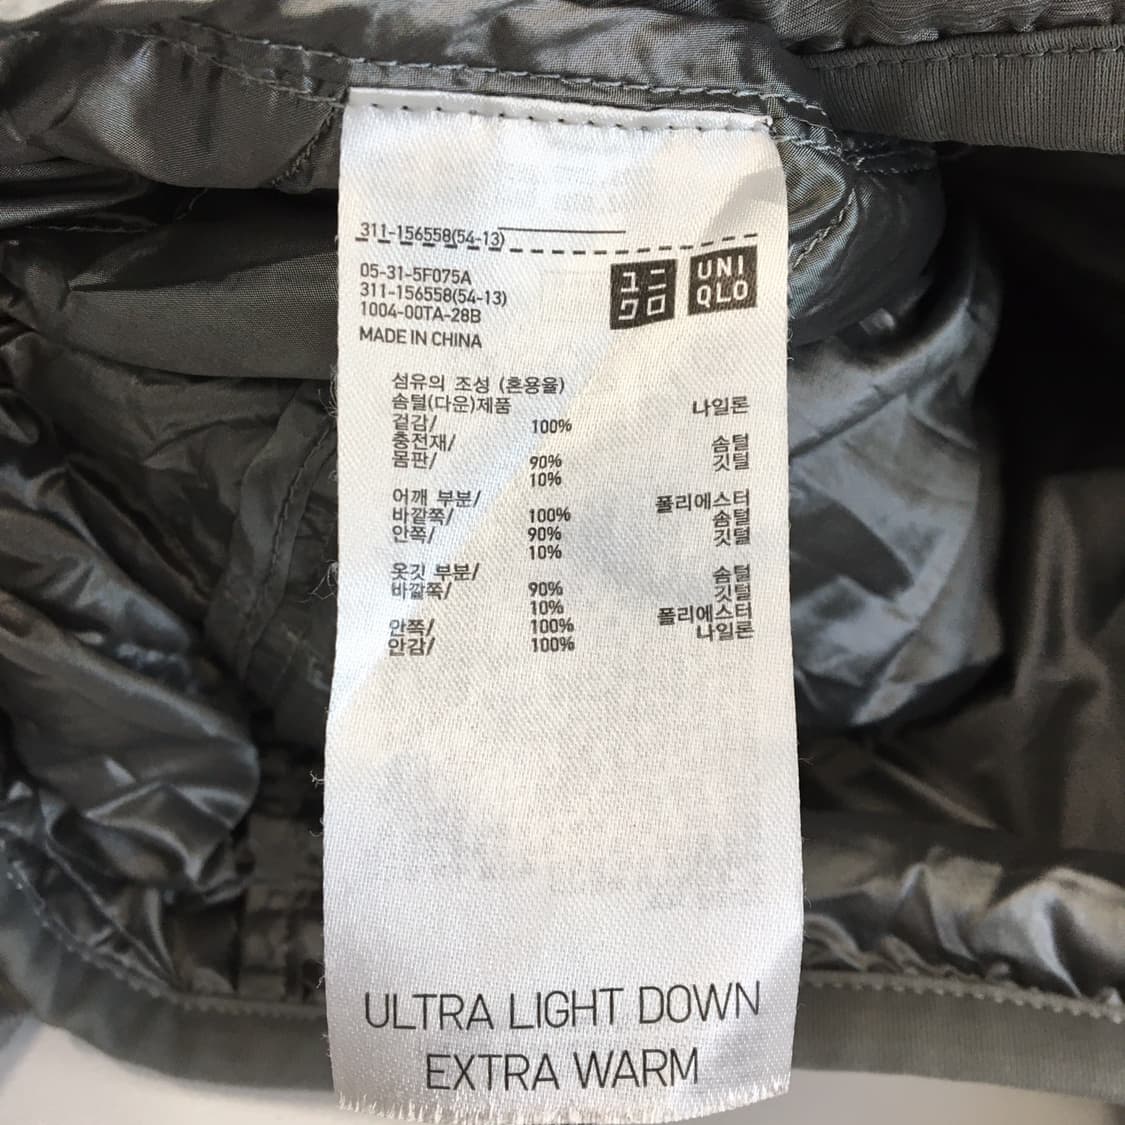 311-156558(54-13)
05-31-5F075A
311-156558(54-13)
1004-00TA-28B
MADE IN CHINA
ユニ
クロ
UNI
QLO
섬유의 조성 (혼용율)
솜털(다운)제품
겉감/ 100% 나일론
충전재/
몸판/ 90% 솜털
10% 깃털
어깨 부분/
바깥쪽/ 100% 폴리에스터
안쪽/ 90% 솜털
10% 깃털
옷깃 부분/
바깥쪽/ 90% 솜털
10% 깃털
안쪽/ 100% 폴리에스터
안감/ 100% 나일론
ULTRA LIGHT DOWN
EXTRA WARM